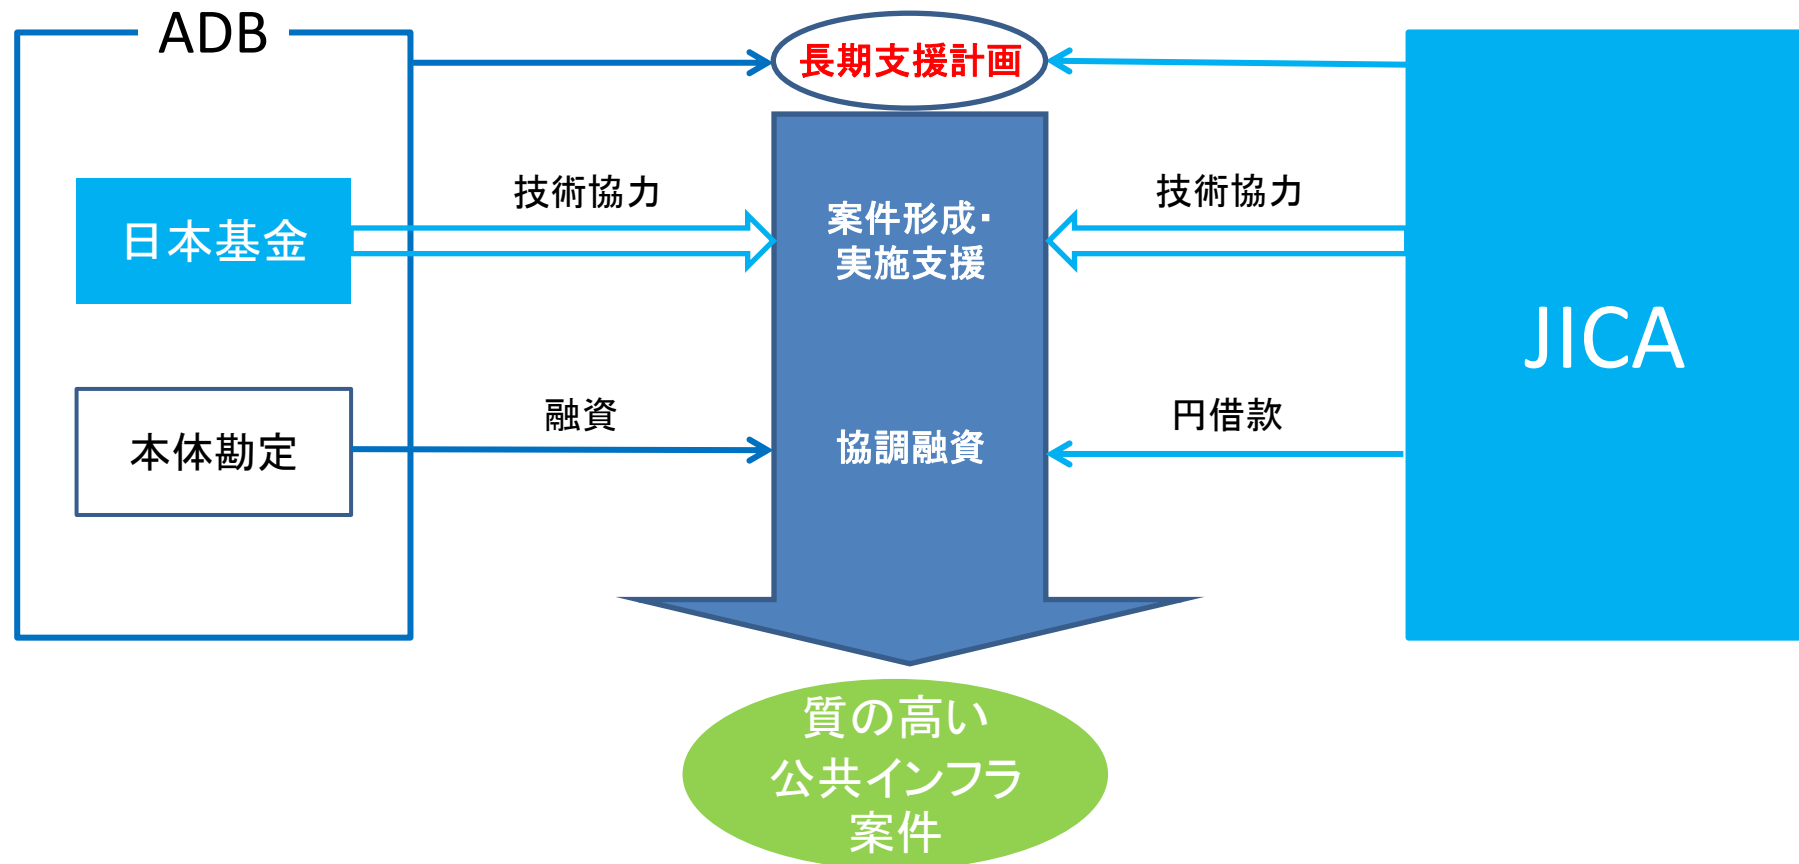 ADB
長期支援計画
技術協力
技術協力
日本基金
案件形成・
実施支援
JICA
融資
円借款
本体勘定
協調融資
質の高い
公共インフラ
案件